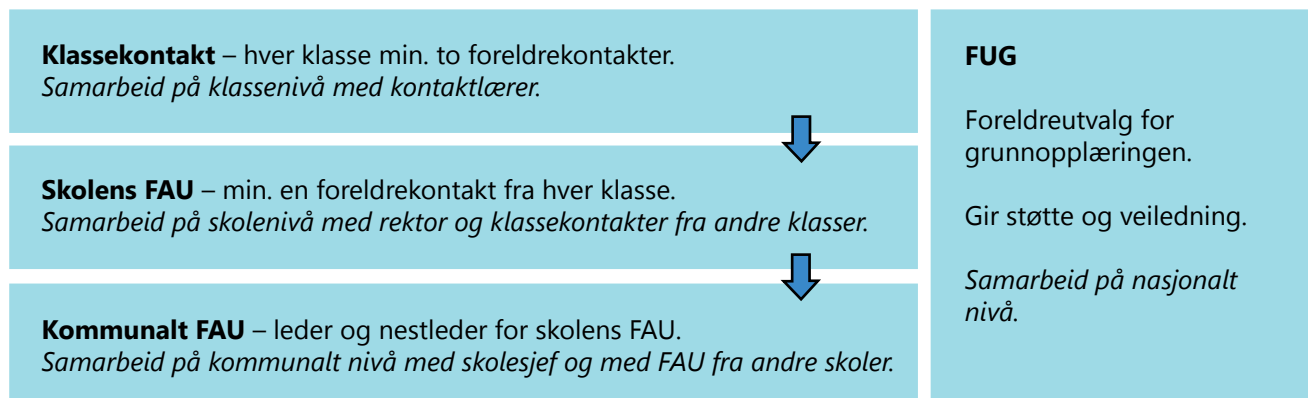 Klassekontakt – hver klasse min. to foreldrekontakter.
Samarbeid på klassenivå med kontaktlærer.
Skolens FAU – min. en foreldrekontakt fra hver klasse.
Samarbeid på skolenivå med rektor og klassekontakter fra andre klasser.
Kommunalt FAU – leder og nestleder for skolens FAU.
Samarbeid på kommunalt nivå med skolesjef og med FAU fra andre skoler.
FUG
Foreldreutvalg for
grunnopplæringen.
Gir støtte og veiledning.
Samarbeid på nasjonalt
nivå.